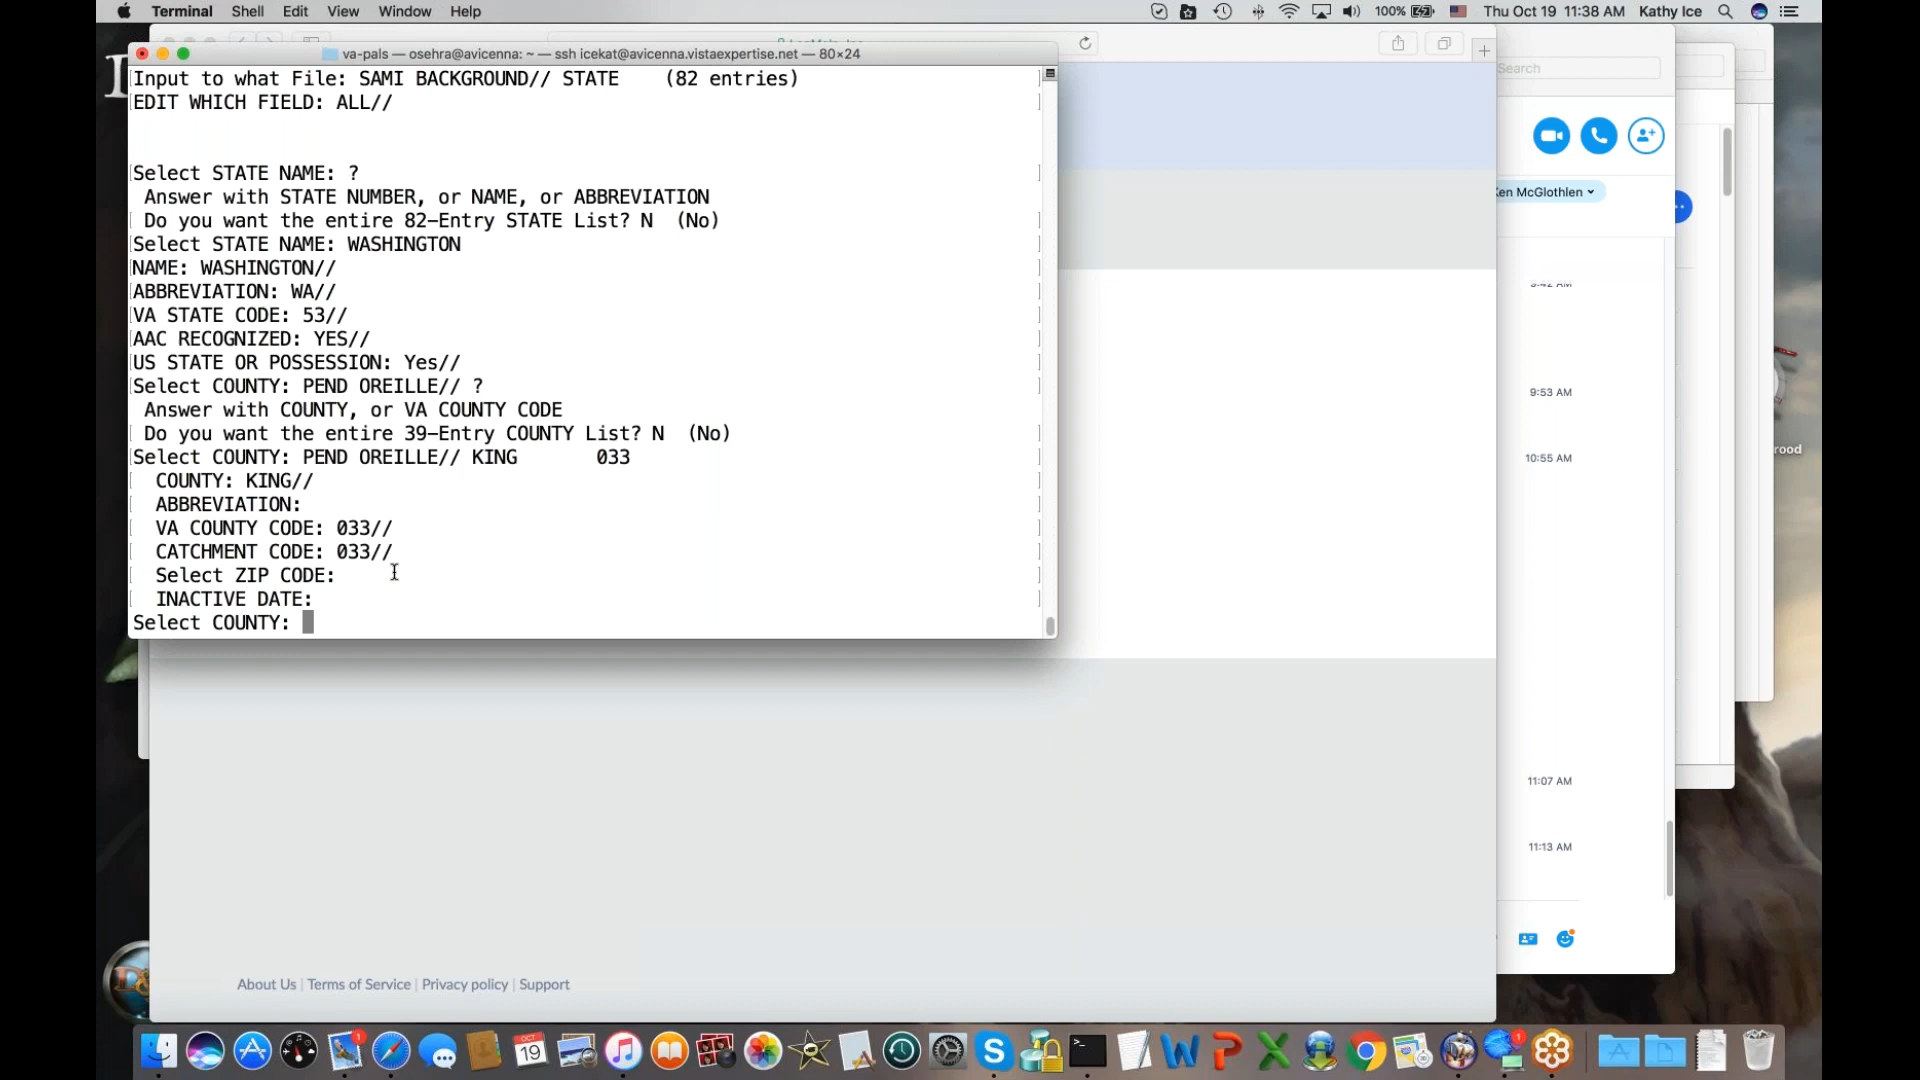 Terminal Shell Edit View Window Help
100% Thu Oct 19 11:38 AM Kathy Ice
va-pals — osehra@avicenna: ~ — ssh icekat@avicenna.vistaexpertise.net — 80×24
Search
Input to what File: SAMI BACKGROUND// STATE (82 entries)
EDIT WHICH FIELD: ALL//
Select STATE NAME: ?
Answer with STATE NUMBER, or NAME, or ABBREVIATION
Do you want the entire 82-Entry STATE List? N (No)
Select STATE NAME: WASHINGTON
NAME: WASHINGTON//
ABBREVIATION: WA//
VA STATE CODE: 53//
AAC RECOGNIZED: YES//
US STATE OR POSSESSION: Yes//
Select COUNTY: PEND OREILLE// ?
Answer with COUNTY, or VA COUNTY CODE
Do you want the entire 39-Entry COUNTY List? N (No)
Select COUNTY: PEND OREILLE// KING 033
COUNTY: KING//
ABBREVIATION:
VA COUNTY CODE: 033//
CATCHMENT CODE: 033//
Select ZIP CODE:
INACTIVE DATE:
Select COUNTY:
Ken McGlothlen
9:53 AM
10:55 AM
11:07 AM
11:13 AM
rood
About Us | Terms of Service | Privacy policy | Support
OCT
19
1
1